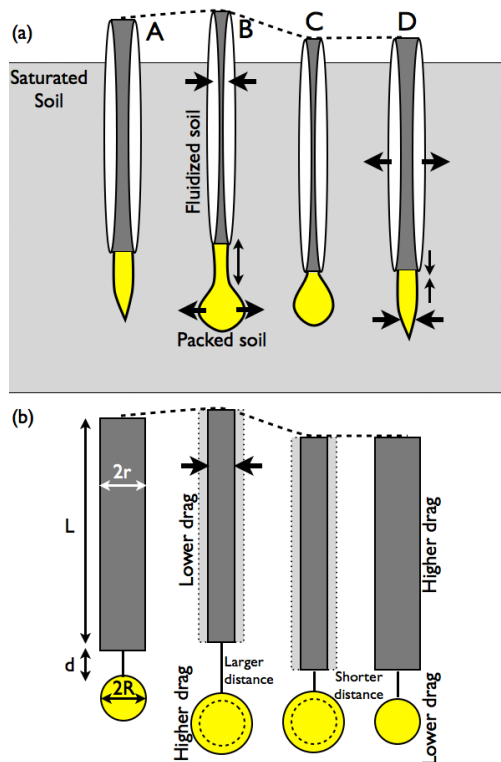 (a)
A
B
C
D
Saturated
Soil
Fluidized soil
Packed soil
(b)
2r
L
d
2R
Lower drag
Higher drag
Larger
distance
Shorter
distance
Higher drag
Lower drag